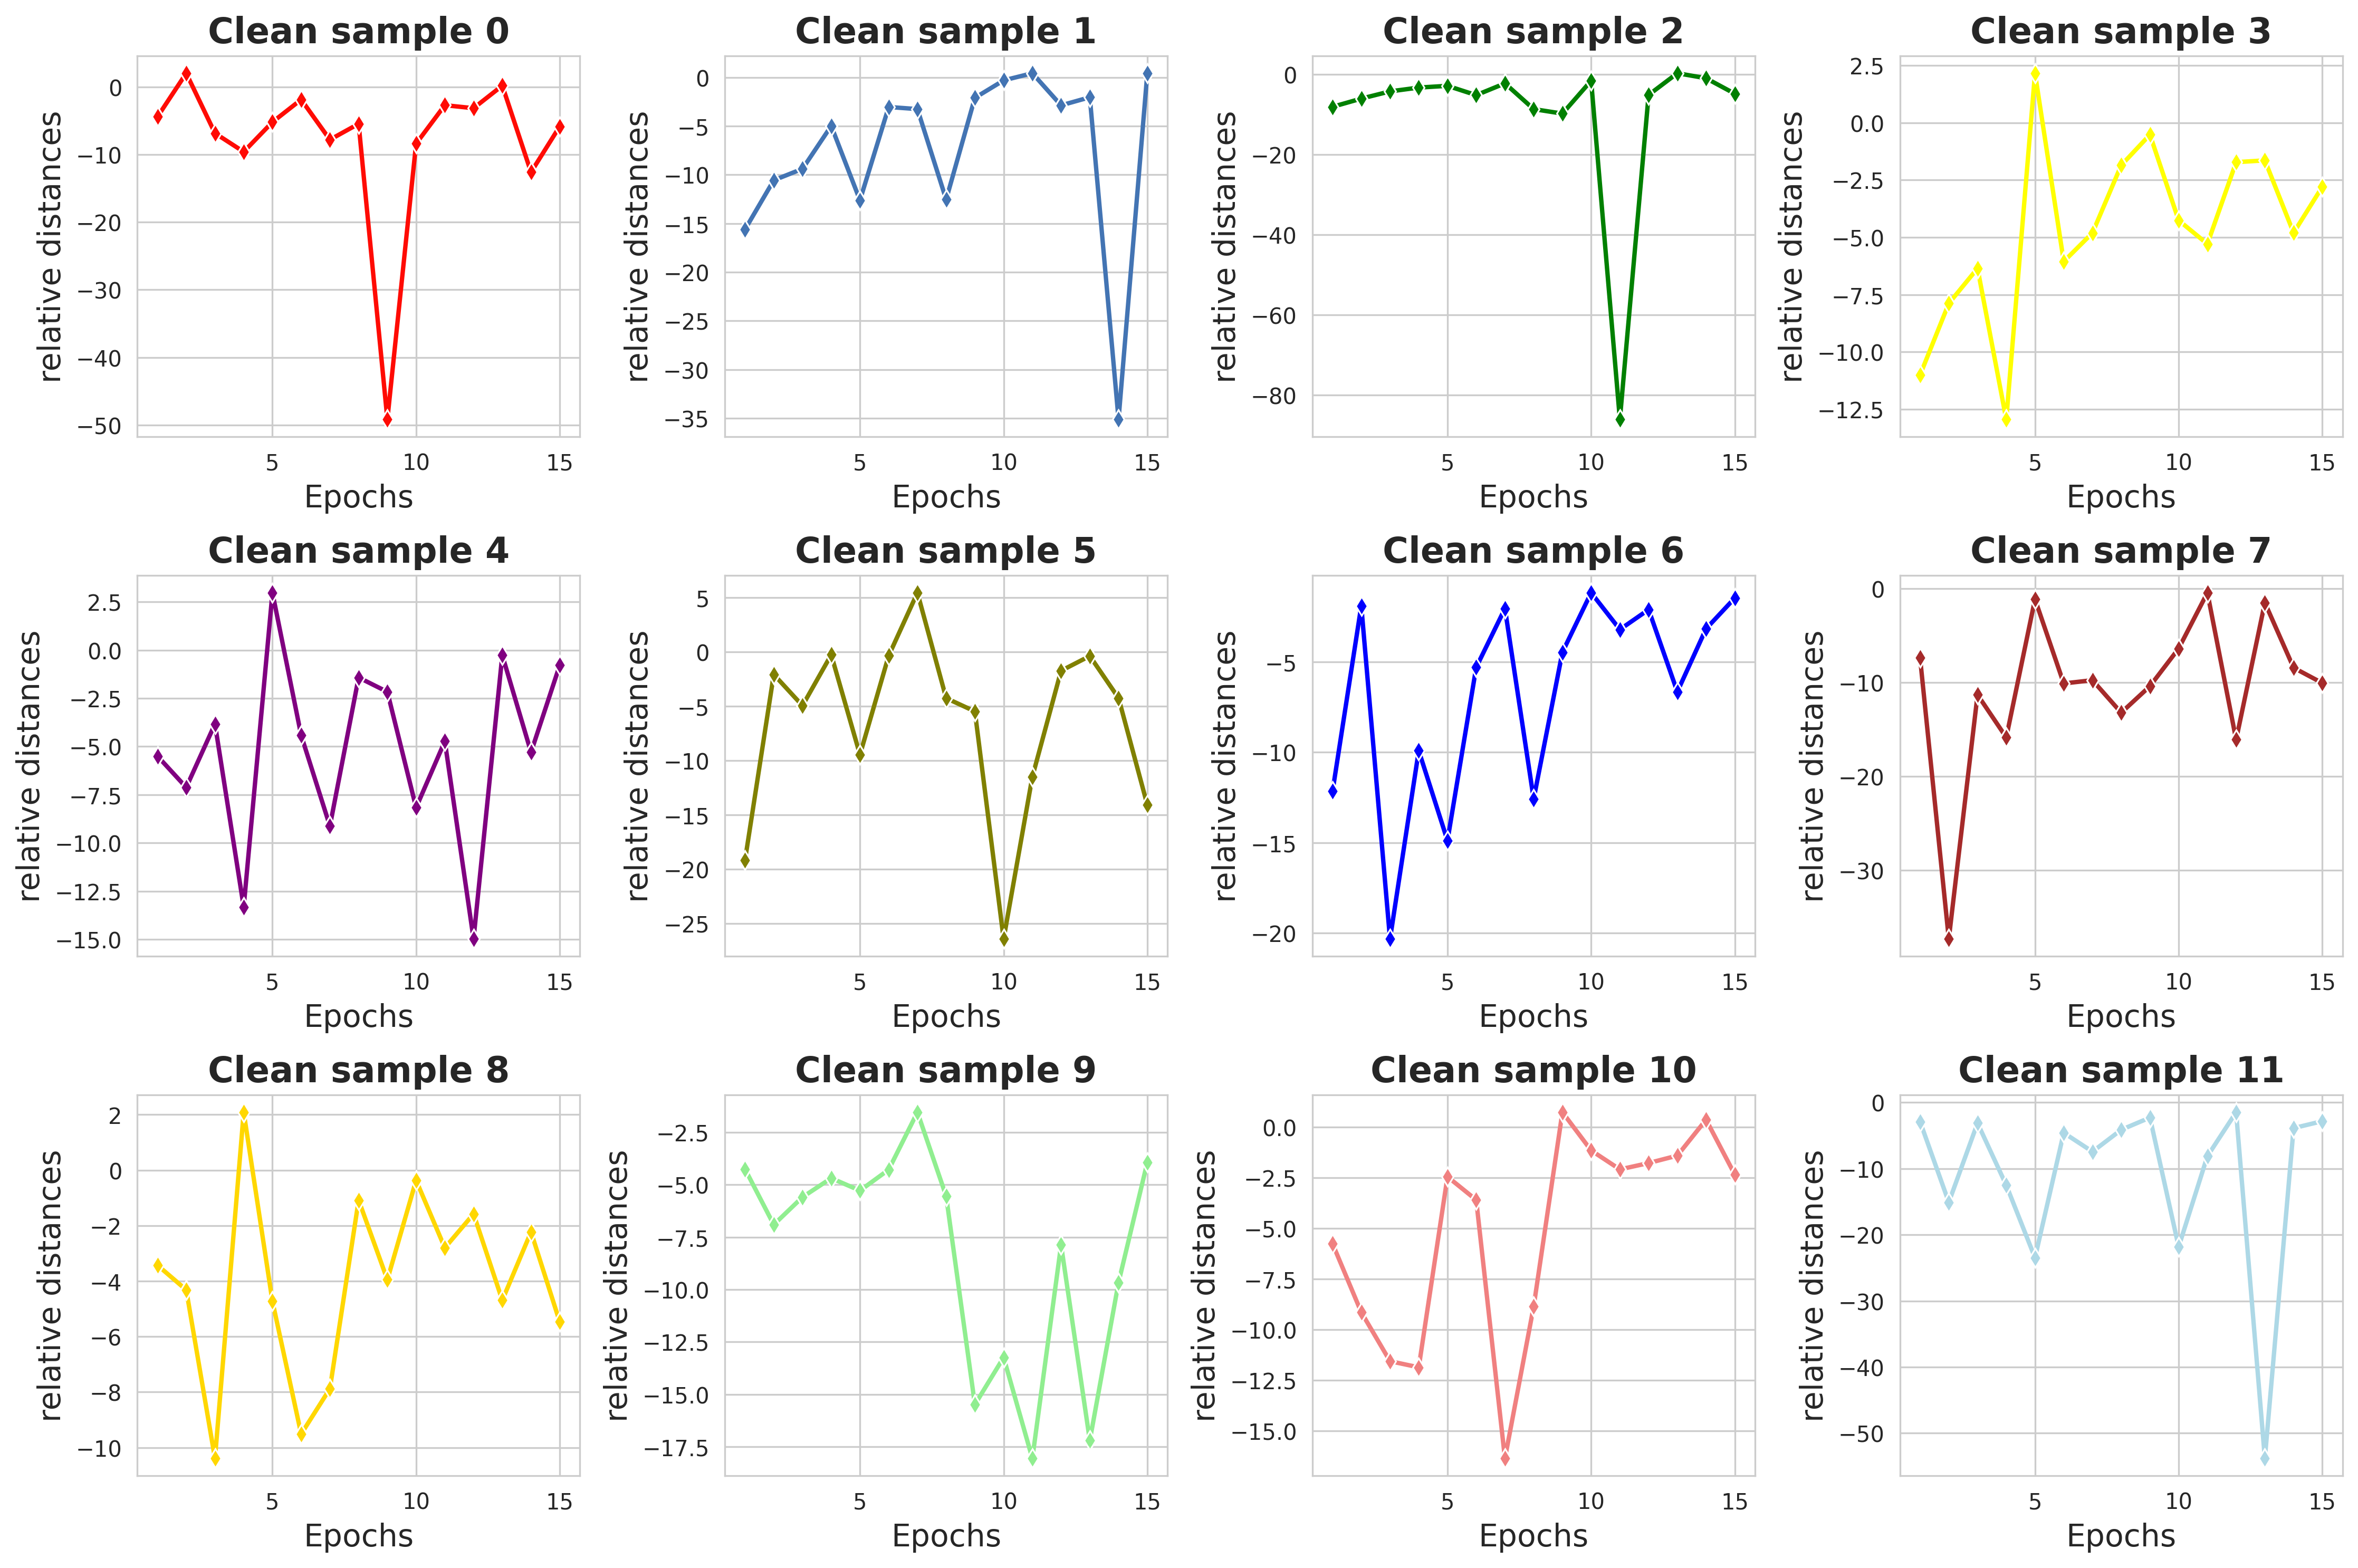 Clean sample 0
relative distances
0
−10
−20
−30
−40
−50
5 10 15
Epochs
Clean sample 1
relative distances
0
−5
−10
−15
−20
−25
−30
−35
5 10 15
Epochs
Clean sample 2
relative distances
0
−20
−40
−60
−80
5 10 15
Epochs
Clean sample 3
relative distances
2.5
0.0
−2.5
−5.0
−7.5
−10.0
−12.5
5 10 15
Epochs
Clean sample 4
relative distances
2.5
0.0
−2.5
−5.0
−7.5
−10.0
−12.5
−15.0
5 10 15
Epochs
Clean sample 5
relative distances
5
0
−5
−10
−15
−20
−25
5 10 15
Epochs
Clean sample 6
relative distances
−5
−10
−15
−20
5 10 15
Epochs
Clean sample 7
relative distances
0
−10
−20
−30
5 10 15
Epochs
Clean sample 8
relative distances
2
0
−2
−4
−6
−8
−10
5 10 15
Epochs
Clean sample 9
relative distances
−2.5
−5.0
−7.5
−10.0
−12.5
−15.0
−17.5
5 10 15
Epochs
Clean sample 10
relative distances
0.0
−2.5
−5.0
−7.5
−10.0
−12.5
−15.0
5 10 15
Epochs
Clean sample 11
relative distances
0
−10
−20
−30
−40
−50
5 10 15
Epochs